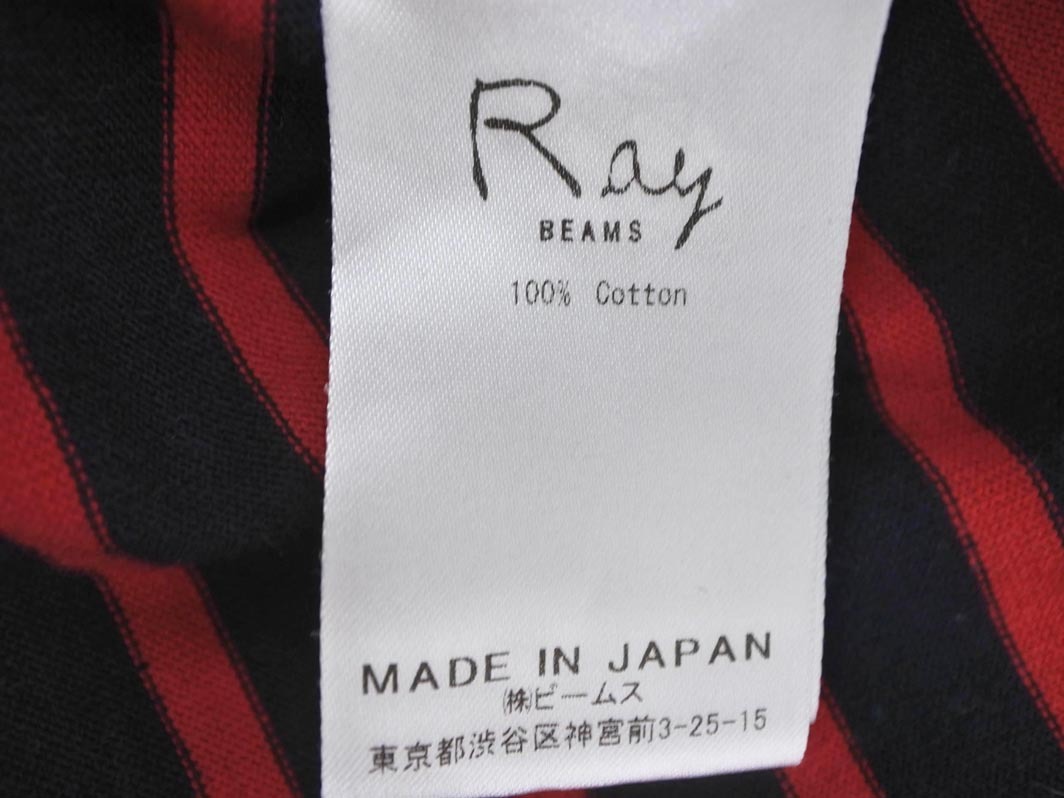 Ray
BEAMS
100% Cotton
MADE IN JAPAN
㈱ビームス
東京都渋谷区神宮前3-25-15